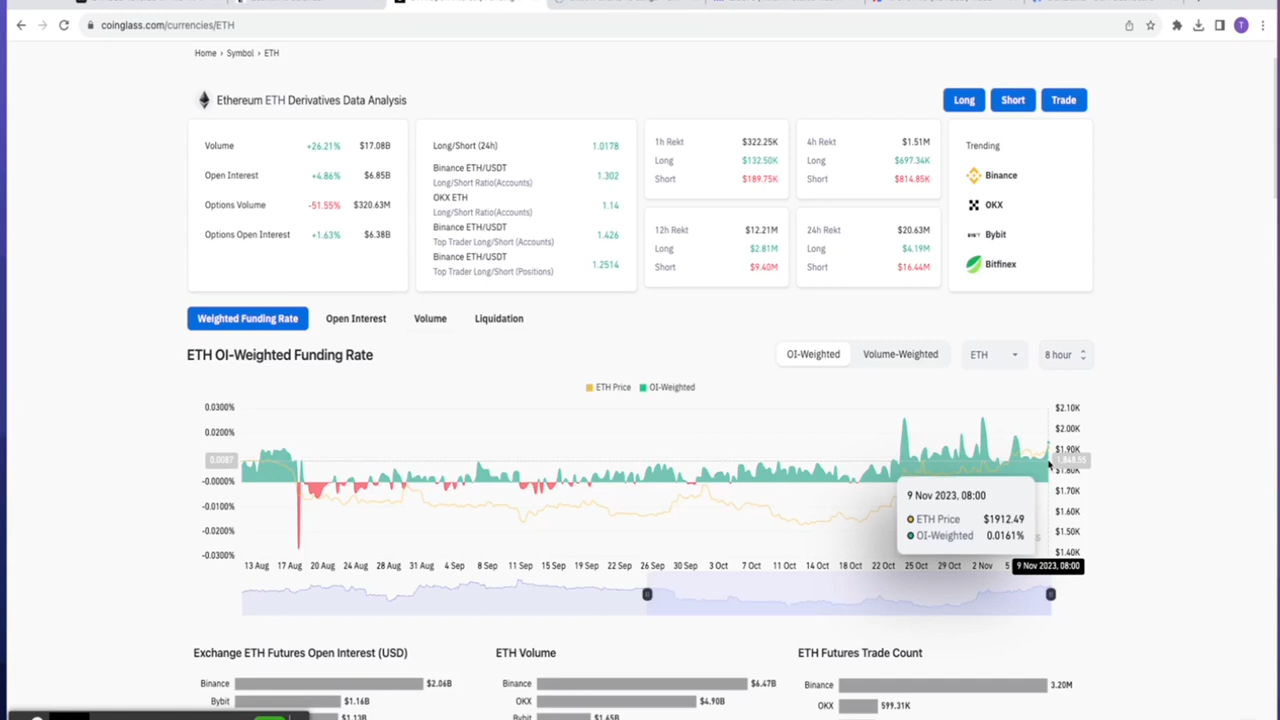 coinglass.com/currencies/ETH
T
Home › Symbol › ETH
Ethereum ETH Derivatives Data Analysis
Long Short Trade
Volume +26.21% $17.08B
Open Interest +4.86% $6.85B
Options Volume -51.55% $320.63M
Options Open Interest +1.63% $6.38B
Long/Short (24h) 1.0178
Binance ETH/USDT
Long/Short Ratio(Accounts) 1.302
OKX ETH
Long/Short Ratio(Accounts) 1.14
Binance ETH/USDT
Top Trader Long/Short (Accounts) 1.426
Binance ETH/USDT
Top Trader Long/Short (Positions) 1.2514
1h Rekt $322.25K
Long $132.50K
Short $189.75K
4h Rekt $1.51M
Long $697.34K
Short $814.85K
12h Rekt $12.21M
Long $2.81M
Short $9.40M
24h Rekt $20.63M
Long $4.19M
Short $16.44M
Trending
Binance
OKX
Bybit
Bitfinex
Weighted Funding Rate Open Interest Volume Liquidation
ETH OI-Weighted Funding Rate
OI-Weighted Volume-Weighted ETH 8 hour
ETH Price OI-Weighted
0.0300% $2.10K
0.0200% $2.00K
$1.90K
0.0087 1,848.55
$1.80K
-0.0000%
$1.70K
-0.0100% $1.60K
-0.0200% $1.50K
-0.0300% $1.40K
9 Nov 2023, 08:00
ETH Price $1912.49
OI-Weighted 0.0161%
13 Aug 17 Aug 20 Aug 24 Aug 28 Aug 31 Aug 4 Sep 8 Sep 11 Sep 15 Sep 19 Sep 22 Sep 26 Sep 30 Sep 3 Oct 7 Oct 11 Oct 14 Oct 18 Oct 22 Oct 25 Oct 29 Oct 2 Nov 5 9 Nov 2023, 08:00
Exchange ETH Futures Open Interest (USD)
Binance $2.06B
Bybit $1.16B
$1.13B
ETH Volume
Binance $6.47B
OKX $4.90B
Bybit $1.65B
ETH Futures Trade Count
Binance 3.20M
OKX 599.31K